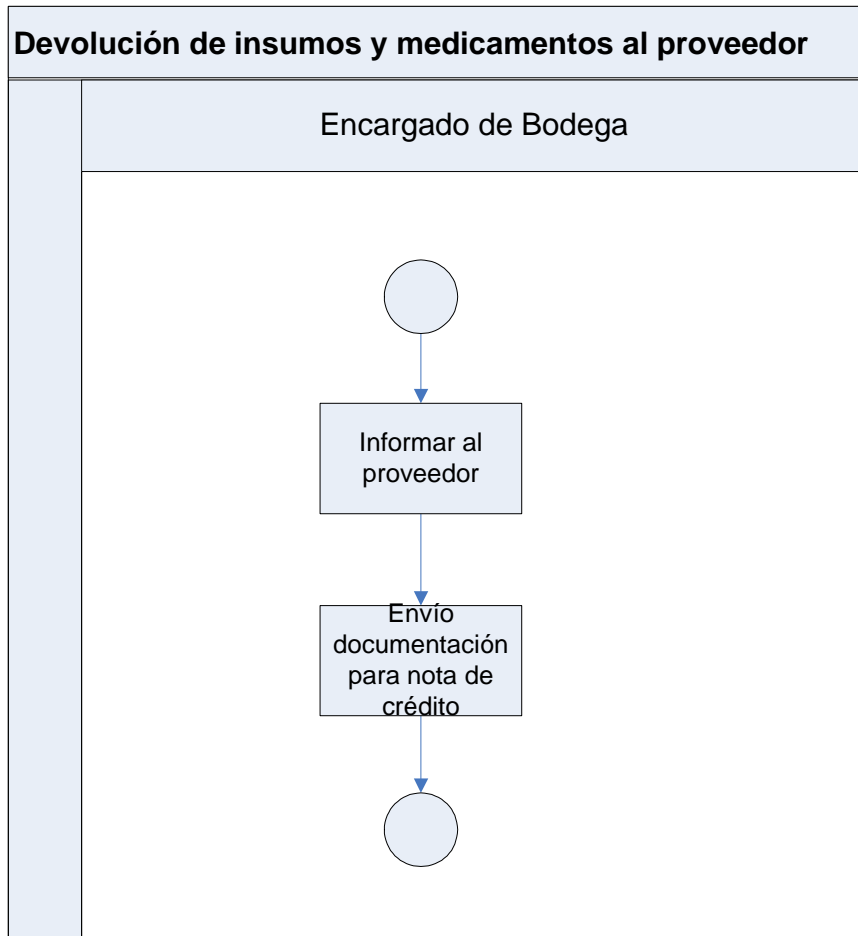 Devolución de insumos y medicamentos al proveedor
Encargado de Bodega
Informar al
proveedor
Envío
documentación
para nota de
crédito